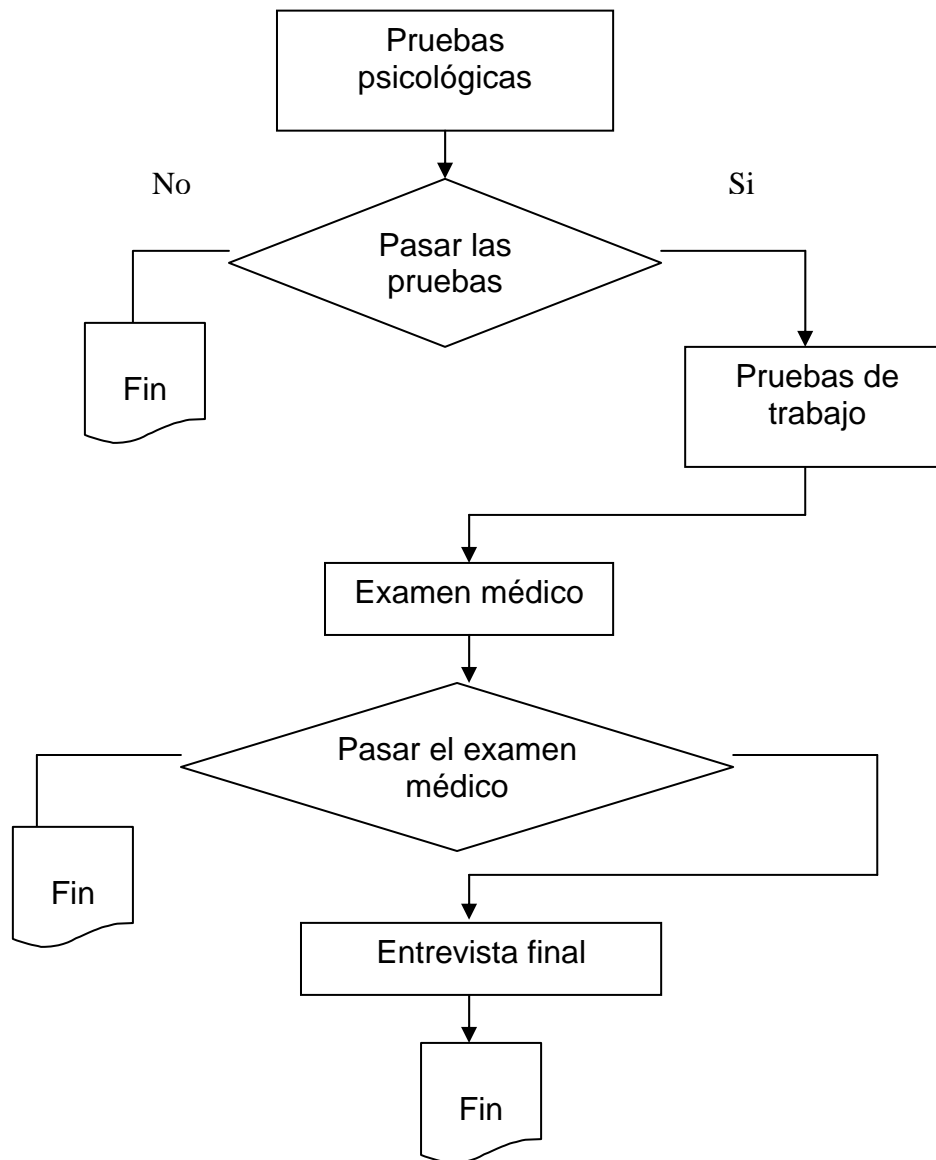 Pruebas
psicológicas
No
Si
Pasar las
pruebas
Fin
Pruebas de
trabajo
Examen médico
Pasar el examen
médico
Fin
Entrevista final
Fin